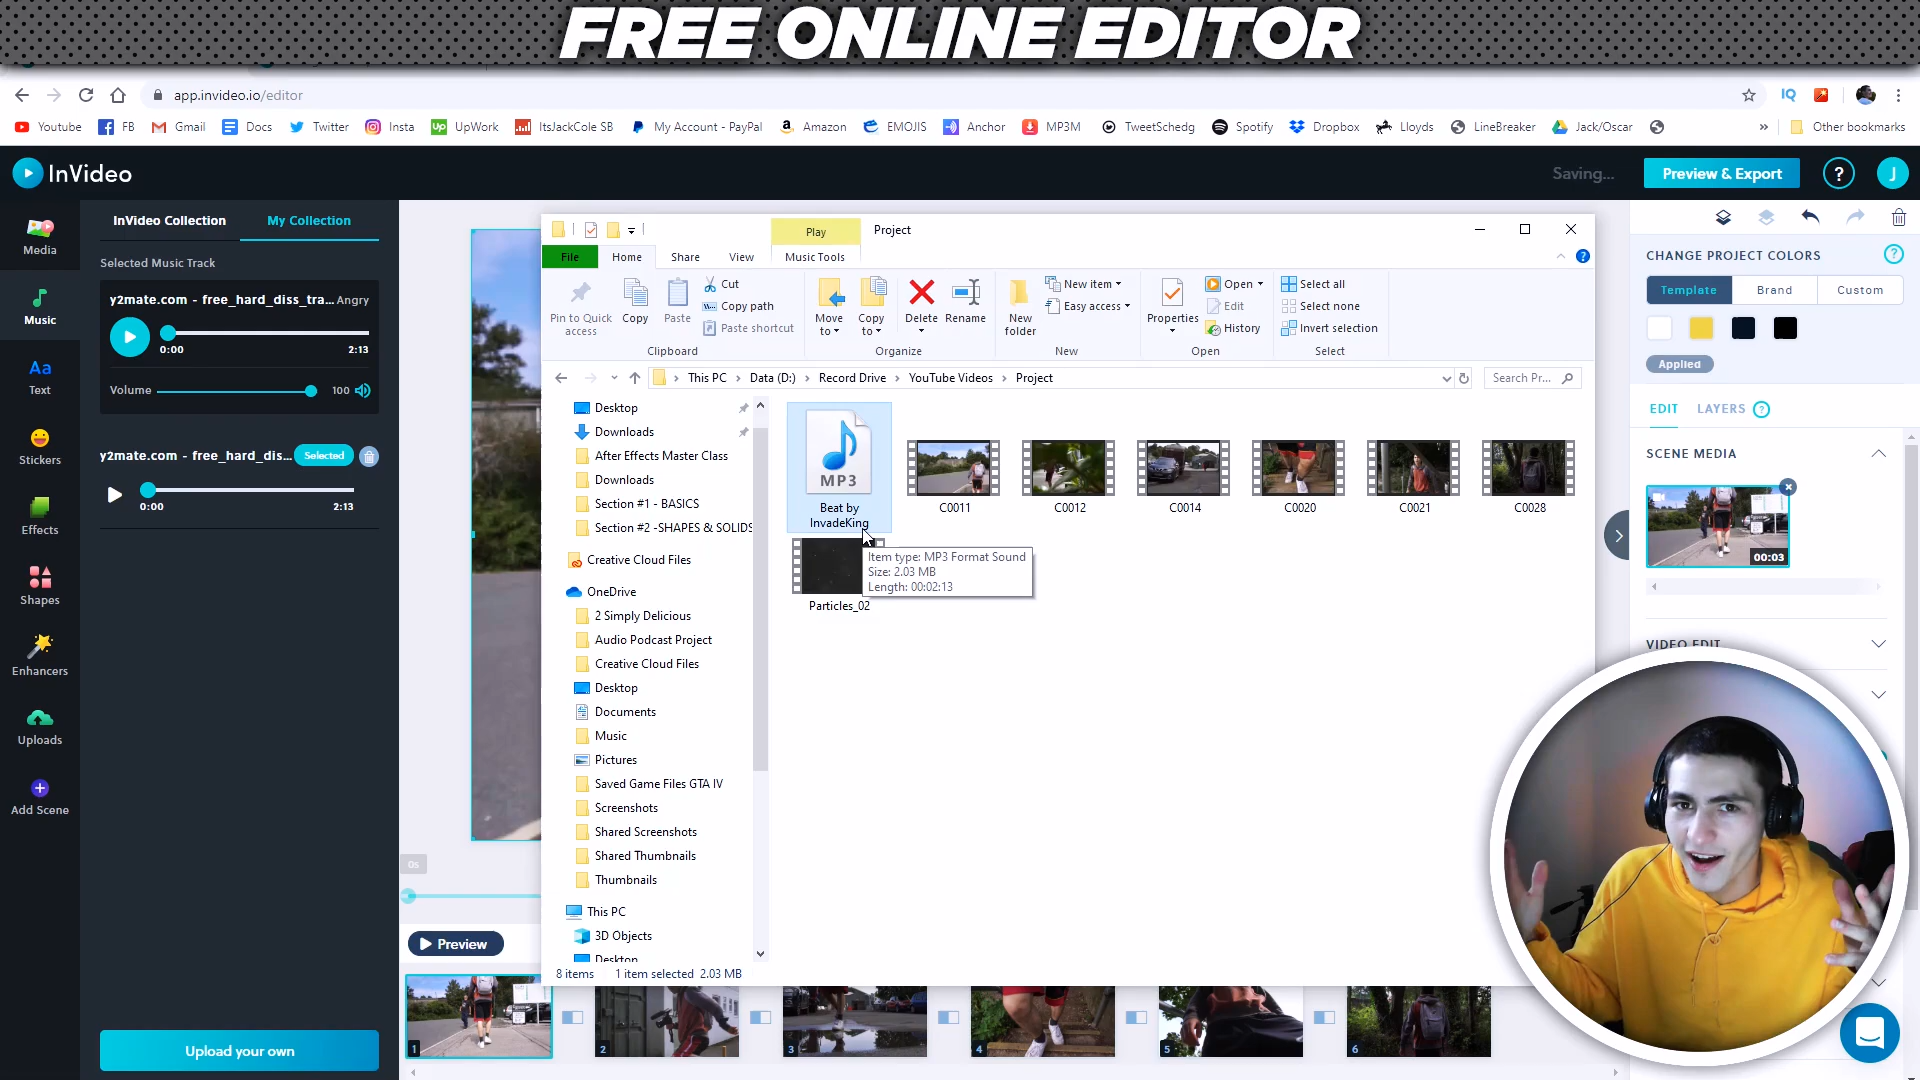 FREE ONLINE EDITOR
app.invideo.io/editor
Youtube FB Gmail Docs Twitter Insta UpWork ItsJackCole SB My Account - PayPal Amazon EMOJIS Anchor MP3M TweetSchedg Spotify Dropbox Lloyds LineBreaker Jack/Oscar » Other bookmarks
InVideo
Saving...
Preview & Export
?
J
Media
Music
Text
Stickers
Effects
Shapes
Enhancers
Uploads
Add Scene
InVideo Collection My Collection
Selected Music Track
y2mate.com - free_hard_diss_tra... Angry
0:00 2:13
Volume 100
y2mate.com - free_hard_dis... Selected
0:00 2:13
Upload your own
Play Project
File Home Share View Music Tools
Pin to Quick access
Copy
Paste
Cut
Copy path
Paste shortcut
Clipboard
Move to
Copy to
Delete
Rename
Organize
New folder
New item
Easy access
New
Properties
Open
Edit
History
Open
Select all
Select none
Invert selection
Select
This PC > Data (D:) > Record Drive > YouTube Videos > Project
Search Pr...
Desktop
Downloads
After Effects Master Class
Downloads
Section #1 - BASICS
Section #2 -SHAPES & SOLIDS
Creative Cloud Files
OneDrive
2 Simply Delicious
Audio Podcast Project
Creative Cloud Files
Desktop
Documents
Music
Pictures
Saved Game Files GTA IV
Screenshots
Shared Screenshots
Shared Thumbnails
Thumbnails
This PC
3D Objects
Desktop
MP3
Beat by
InvadeKing
C0011 C0012 C0014 C0020 C0021 C0028
Particles_02
Item type: MP3 Format Sound
Size: 2.03 MB
Length: 00:02:13
8 items 1 item selected 2.03 MB
0s
Preview
1 2 3 4 5 6
CHANGE PROJECT COLORS
Template Brand Custom
Applied
EDIT LAYERS
SCENE MEDIA
00:03
VIDEO EDIT